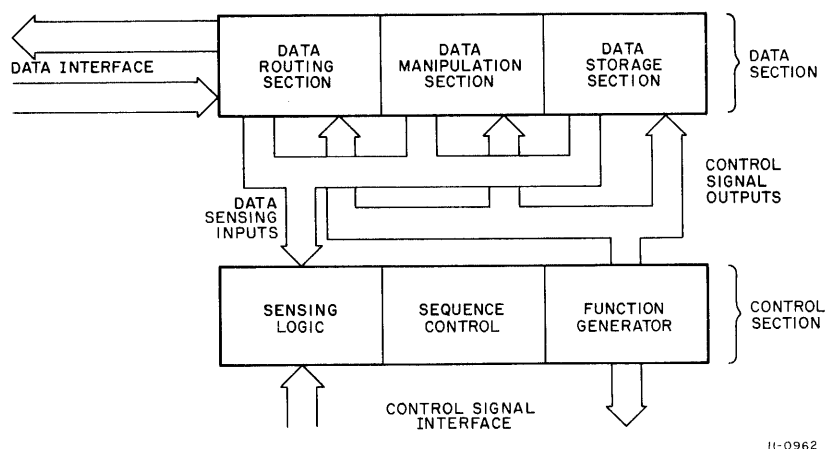 DATA INTERFACE
DATA
ROUTING
SECTION
DATA
MANIPULATION
SECTION
DATA
STORAGE
SECTION
DATA
SECTION
DATA
SENSING
INPUTS
CONTROL
SIGNAL
OUTPUTS
SENSING
LOGIC
SEQUENCE
CONTROL
FUNCTION
GENERATOR
CONTROL
SECTION
CONTROL SIGNAL
INTERFACE
11-0962